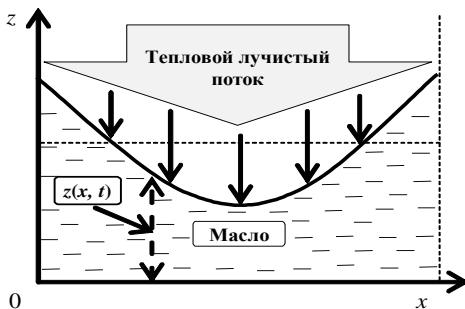 z
Тепловой лучистый
поток
z(x, t)
Масло
0
x